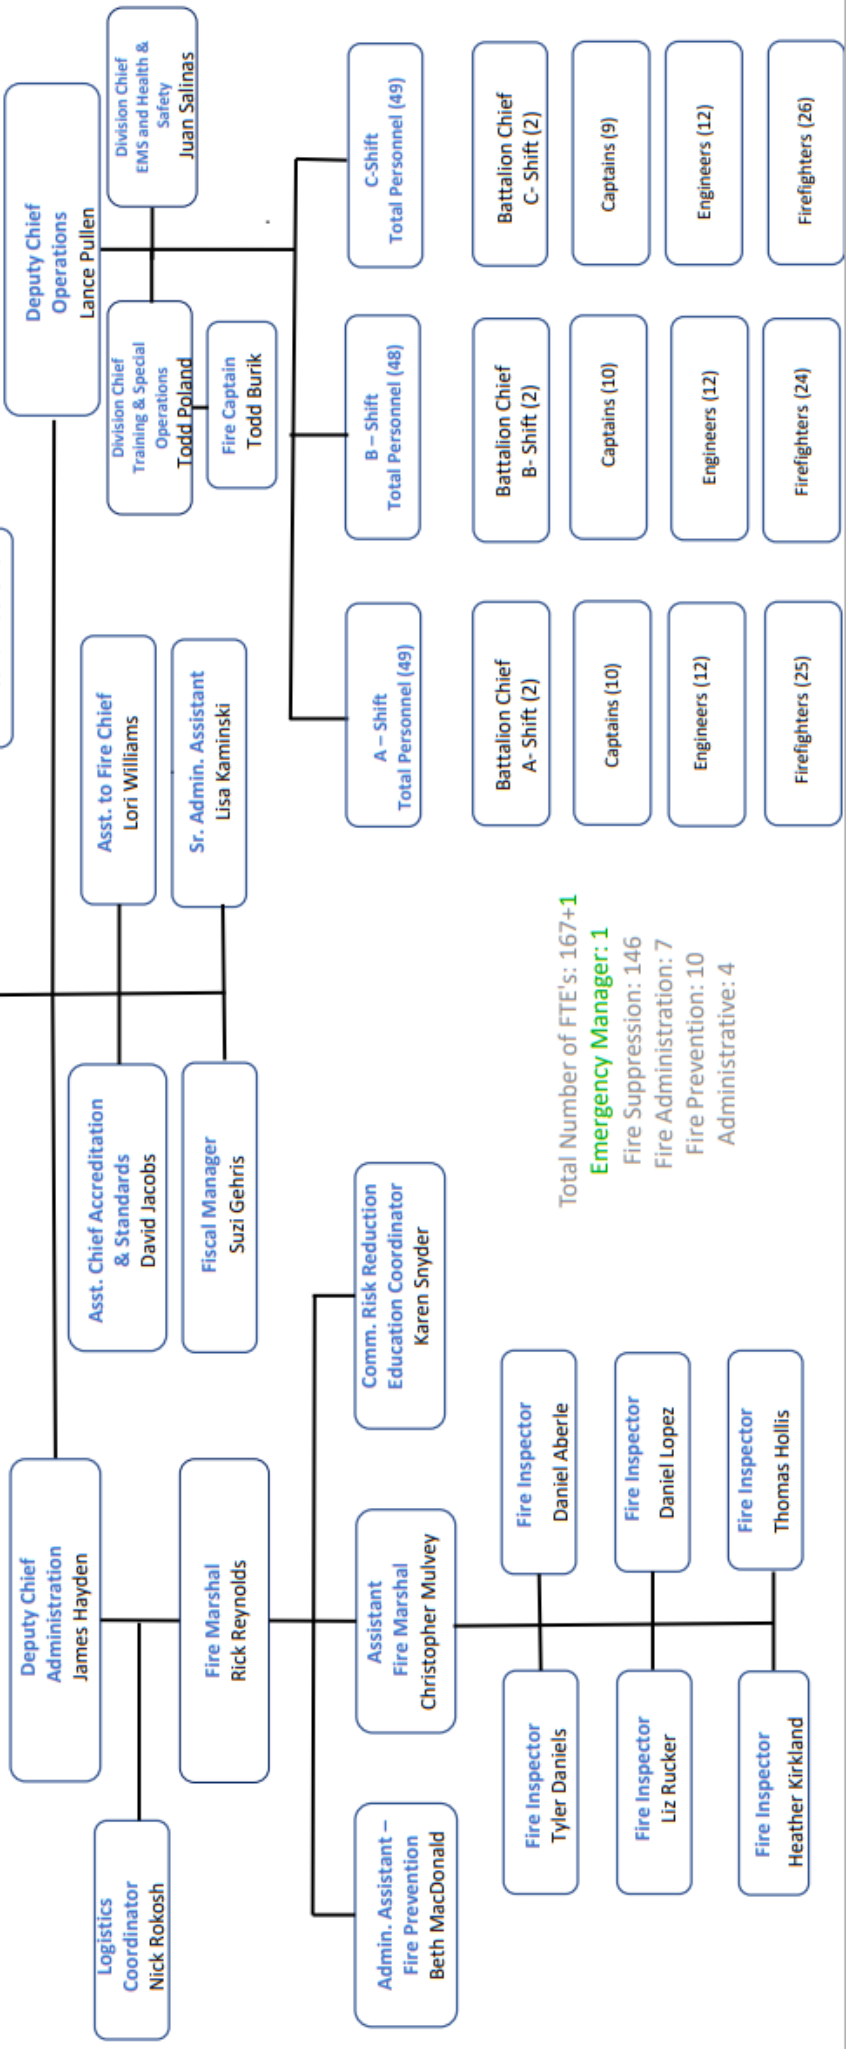 Deputy Chief
Administration
James Hayden
Deputy Chief
Operations
Lance Pullen
Logistics
Coordinator
Nick Rokosh
Asst. Chief Accreditation
& Standards
David Jacobs
Asst. to Fire Chief
Lori Williams
Division Chief
Training & Special
Operations
Todd Poland
Division Chief
EMS and Health &
Safety
Juan Salinas
Fire Marshal
Rick Reynolds
Fiscal Manager
Suzi Gehris
Sr. Admin. Assistant
Lisa Kaminski
Fire Captain
Todd Burik
Admin. Assistant –
Fire Prevention
Beth MacDonald
Assistant
Fire Marshal
Christopher Mulvey
Comm. Risk Reduction
Education Coordinator
Karen Snyder
A – Shift
Total Personnel (49)
B – Shift
Total Personnel (48)
C-Shift
Total Personnel (49)
Fire Inspector
Tyler Daniels
Fire Inspector
Daniel Aberle
Fire Inspector
Liz Rucker
Fire Inspector
Daniel Lopez
Fire Inspector
Heather Kirkland
Fire Inspector
Thomas Hollis
Total Number of FTE's: 167+1
Emergency Manager: 1
Fire Suppression: 146
Fire Administration: 7
Fire Prevention: 10
Administrative: 4
Battalion Chief
A- Shift (2)
Battalion Chief
B- Shift (2)
Battalion Chief
C- Shift (2)
Captains (10)
Captains (10)
Captains (9)
Engineers (12)
Engineers (12)
Engineers (12)
Firefighters (25)
Firefighters (24)
Firefighters (26)